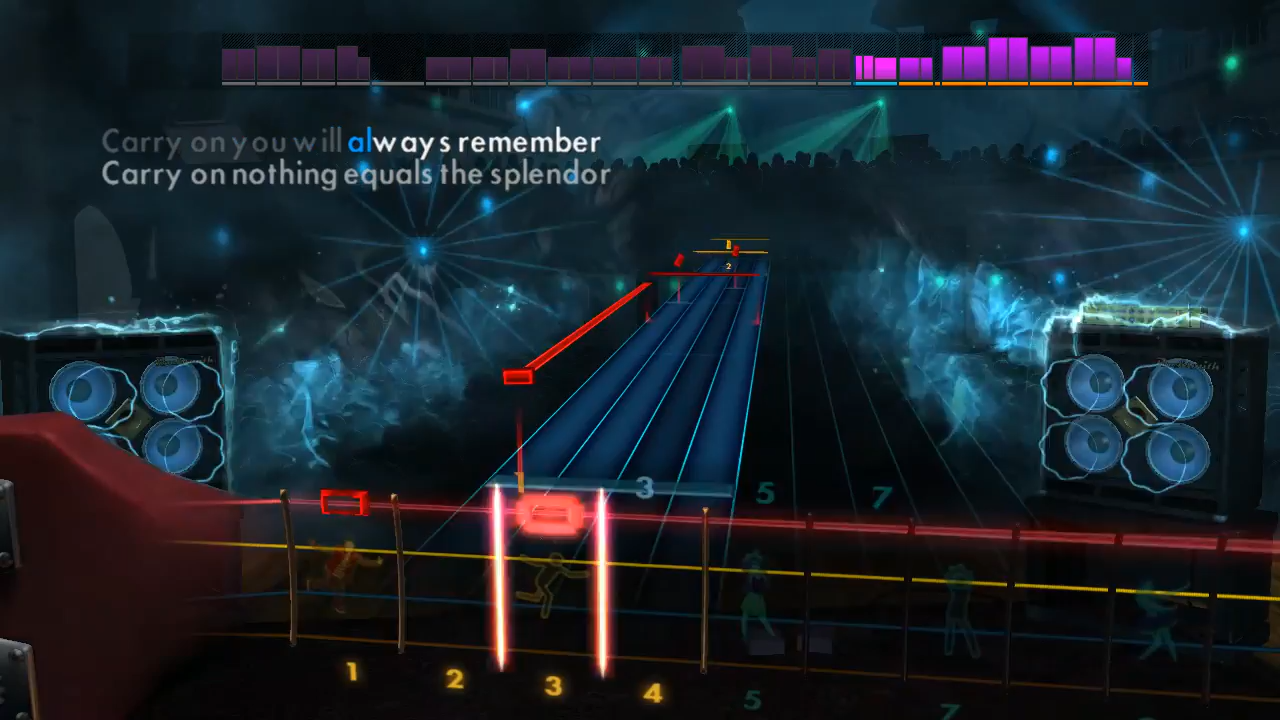 Carry on you will always remember
Carry on nothing equals the splendor
2
3 5 7
1 2 3 4 5 7